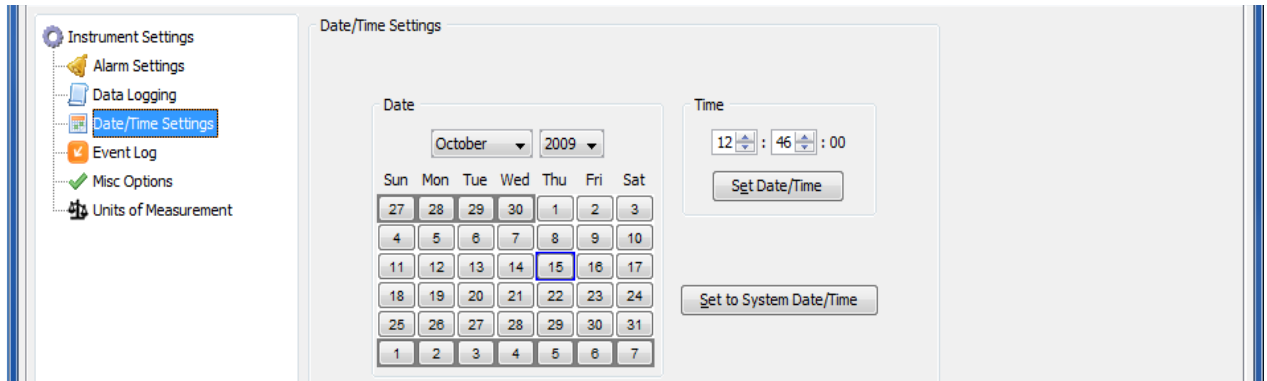 Instrument Settings
Alarm Settings
Data Logging
Date/Time Settings
Event Log
Misc Options
Units of Measurement
Date/Time Settings
Date
October 2009
Sun Mon Tue Wed Thu Fri Sat
27 28 29 30 1 2 3
4 5 6 7 8 9 10
11 12 13 14 15 16 17
18 19 20 21 22 23 24
25 26 27 28 29 30 31
1 2 3 4 5 6 7
Time
12 : 46 : 00
Set Date/Time
Set to System Date/Time